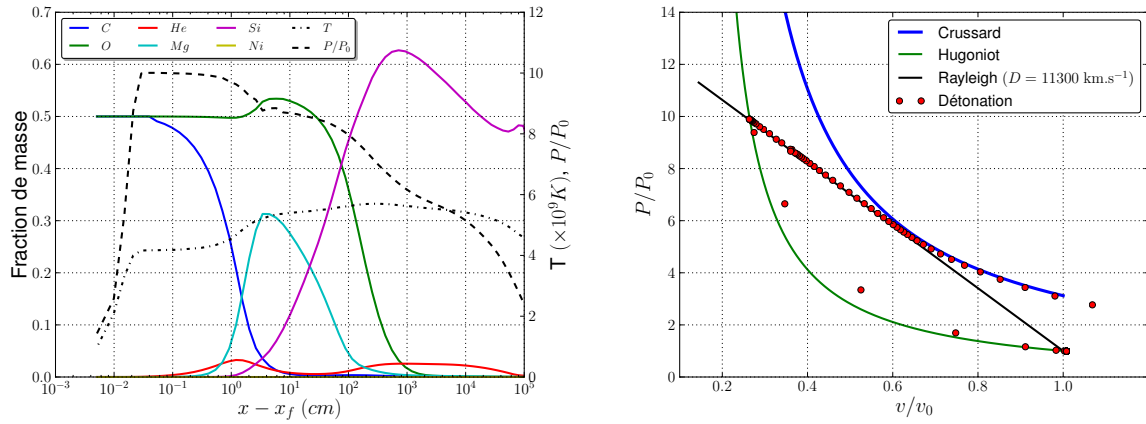 C He Si T
O Mg Ni P/P₀
Fraction de masse
0.0 0.1 0.2 0.3 0.4 0.5 0.6 0.7
10⁻³ 10⁻² 10⁻¹ 10⁰ 10¹ 10² 10³ 10⁴ 10⁵
x − x_f (cm)
0 2 4 6 8 10 12
T (×10⁹K), P/P₀
Crussard
Hugoniot
Rayleigh (D = 11300 km.s⁻¹)
Détonation
P/P₀
0 2 4 6 8 10 12 14
0.2 0.4 0.6 0.8 1.0
v/v₀